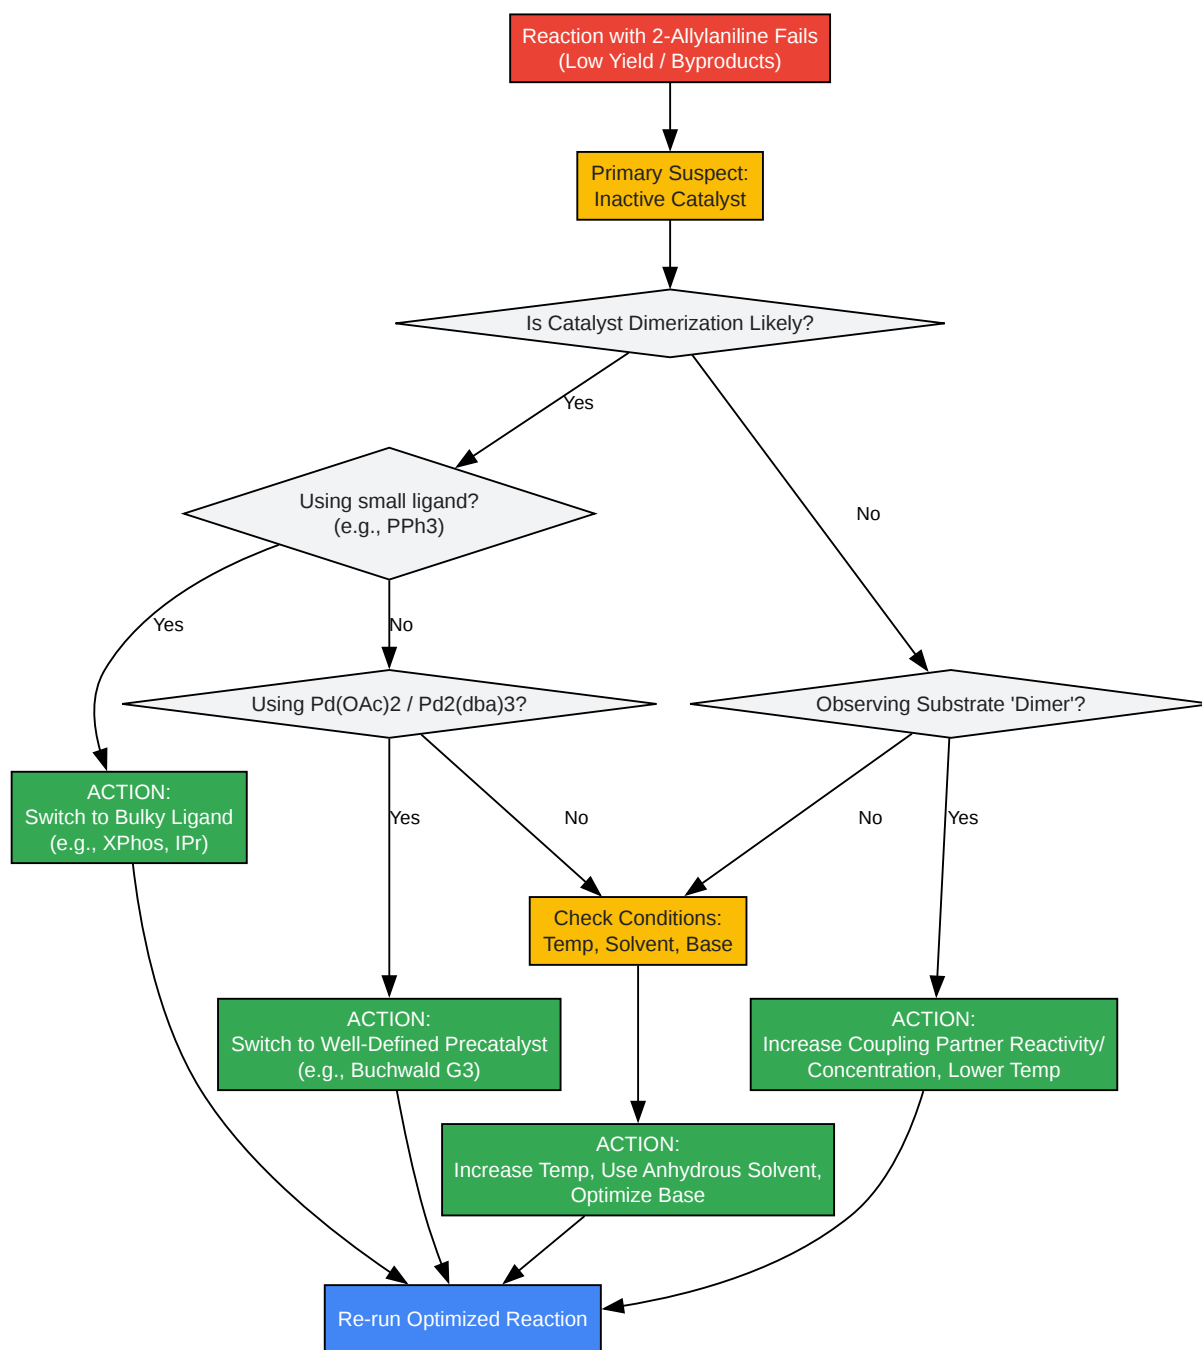 Reaction with 2-Allylaniline Fails
(Low Yield / Byproducts)
Primary Suspect:
Inactive Catalyst
Is Catalyst Dimerization Likely?
Yes
Using small ligand?
(e.g., PPh3)
No
Yes
No
Using Pd(OAc)2 / Pd2(dba)3?
Observing Substrate 'Dimer'?
ACTION:
Switch to Bulky Ligand
(e.g., XPhos, IPr)
Yes
No
No
Yes
Check Conditions:
Temp, Solvent, Base
ACTION:
Switch to Well-Defined Precatalyst
(e.g., Buchwald G3)
ACTION:
Increase Coupling Partner Reactivity/
Concentration, Lower Temp
ACTION:
Increase Temp, Use Anhydrous Solvent,
Optimize Base
Re-run Optimized Reaction